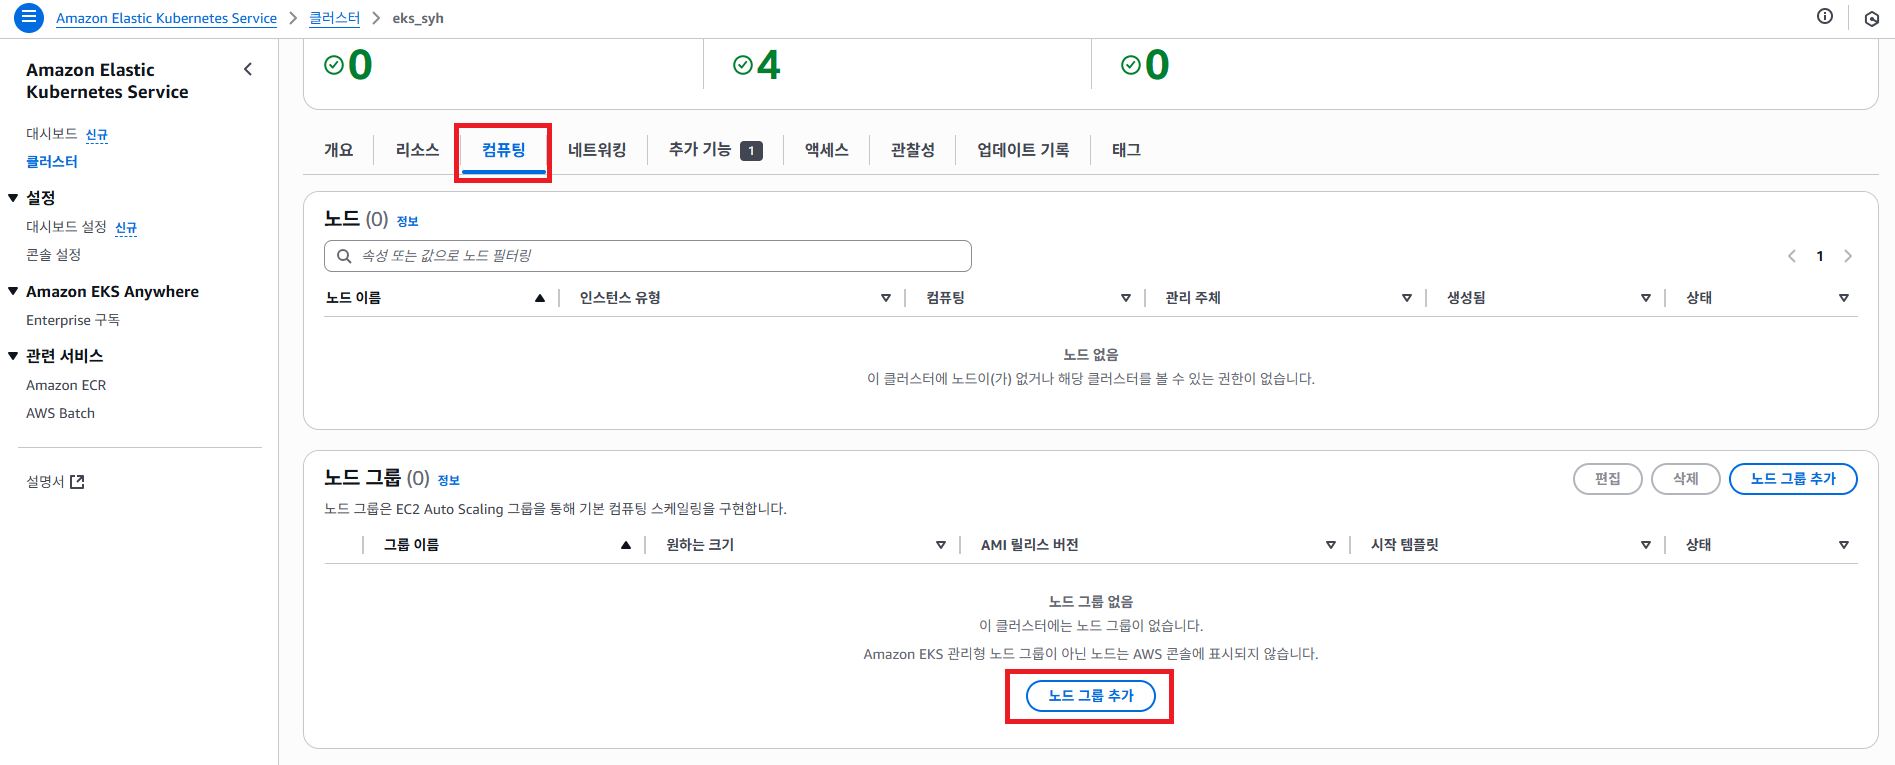 Amazon Elastic Kubernetes Service > 클러스터 > eks_syh
Amazon Elastic
Kubernetes Service
대시보드 신규
클러스터
설정
대시보드 설정 신규
콘솔 설정
Amazon EKS Anywhere
Enterprise 구독
관련 서비스
Amazon ECR
AWS Batch
설명서
0 4 0
개요 리소스 컴퓨팅 네트워킹 추가 기능 1 액세스 관찰성 업데이트 기록 태그
노드 (0) 정보
속성 또는 값으로 노드 필터링
1
노드 이름 인스턴스 유형 컴퓨팅 관리 주체 생성됨 상태
노드 없음
이 클러스터에 노드이(가) 없거나 해당 클러스터를 볼 수 있는 권한이 없습니다.
노드 그룹 (0) 정보
편집 삭제 노드 그룹 추가
노드 그룹은 EC2 Auto Scaling 그룹을 통해 기본 컴퓨팅 스케일링을 구현합니다.
그룹 이름 원하는 크기 AMI 릴리스 버전 시작 템플릿 상태
노드 그룹 없음
이 클러스터에는 노드 그룹이 없습니다.
Amazon EKS 관리형 노드 그룹이 아닌 노드는 AWS 콘솔에 표시되지 않습니다.
노드 그룹 추가